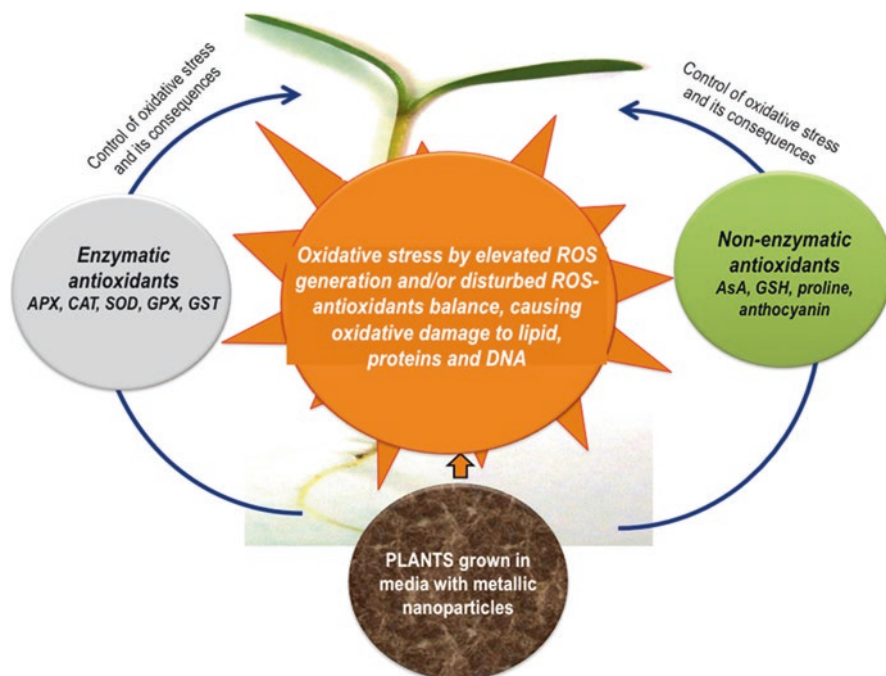 Control of oxidative stress
and its consequences
Control of oxidative stress
and its consequences
Enzymatic
antioxidants
APX, CAT, SOD, GPX, GST
Oxidative stress by elevated ROS
generation and/or disturbed ROS-
antioxidants balance, causing
oxidative damage to lipid,
proteins and DNA
Non-enzymatic
antioxidants
AsA, GSH, proline,
anthocyanin
PLANTS grown in
media with metallic
nanoparticles